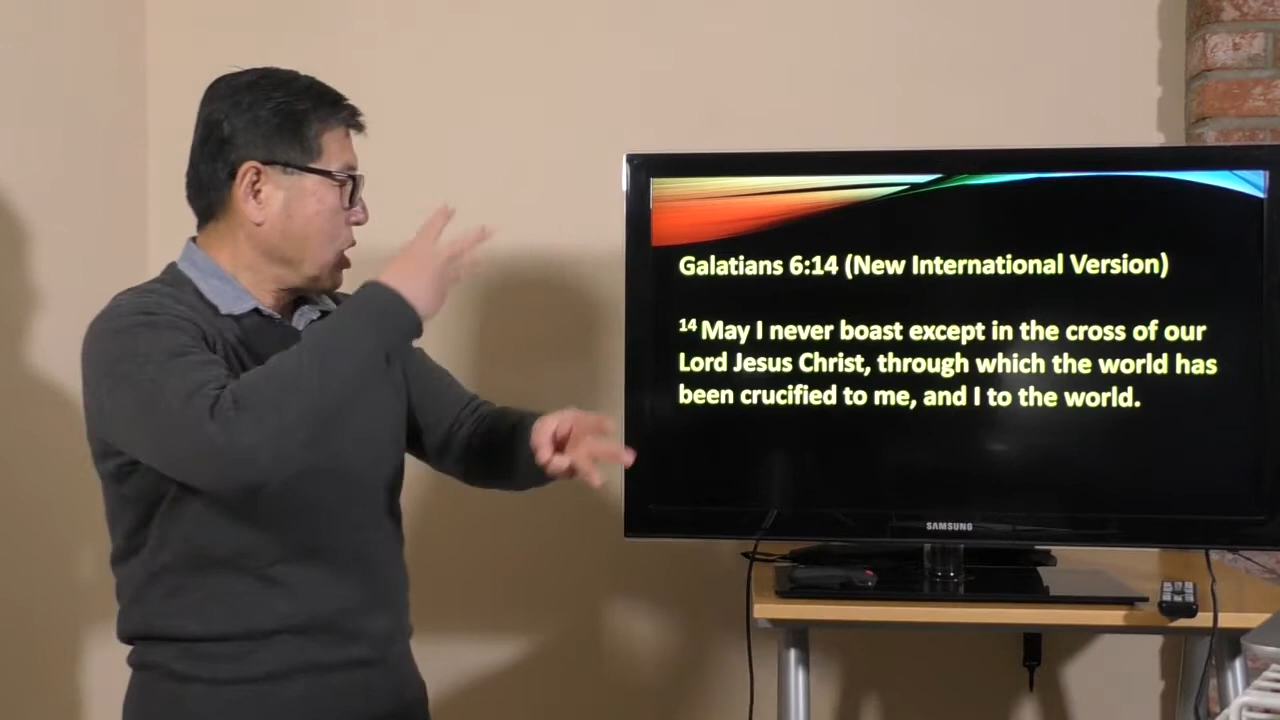 Galatians 6:14 (New International Version)
14 May I never boast except in the cross of our
Lord Jesus Christ, through which the world has
been crucified to me, and I to the world.
SAMSUNG